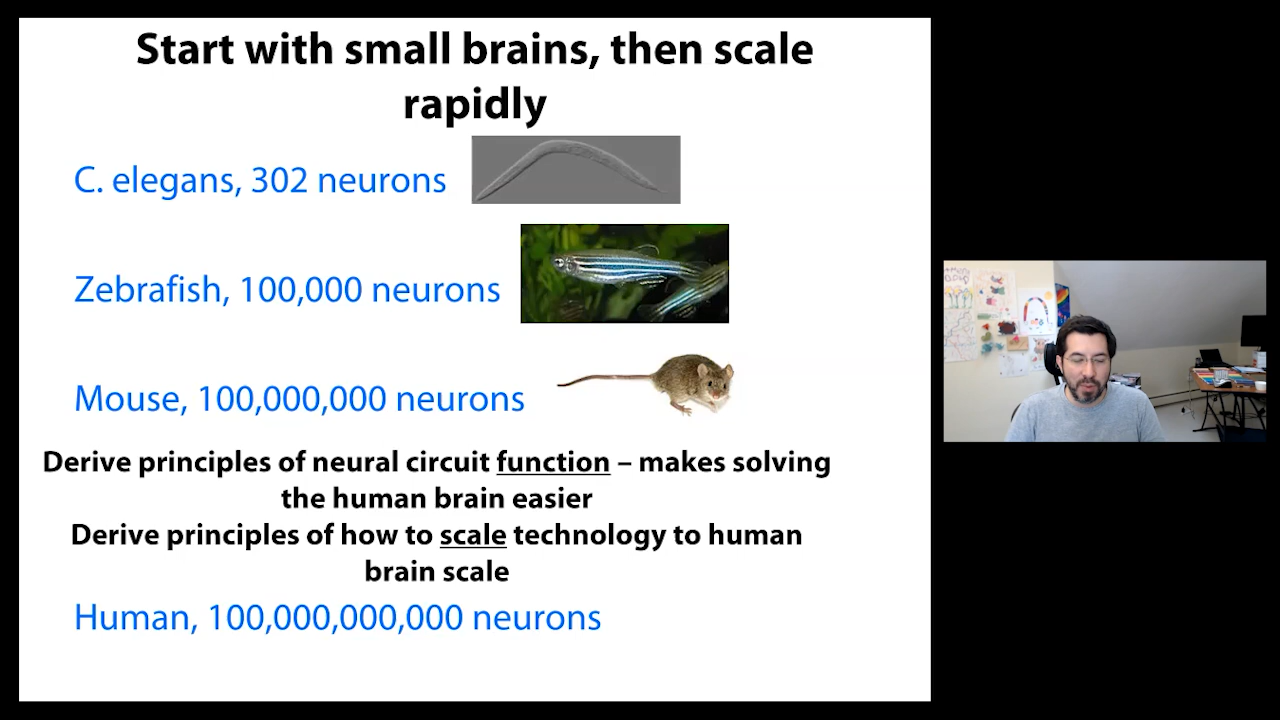 Start with small brains, then scale
rapidly
C. elegans, 302 neurons
Zebrafish, 100,000 neurons
Mouse, 100,000,000 neurons
Derive principles of neural circuit function – makes solving
the human brain easier
Derive principles of how to scale technology to human
brain scale
Human, 100,000,000,000 neurons